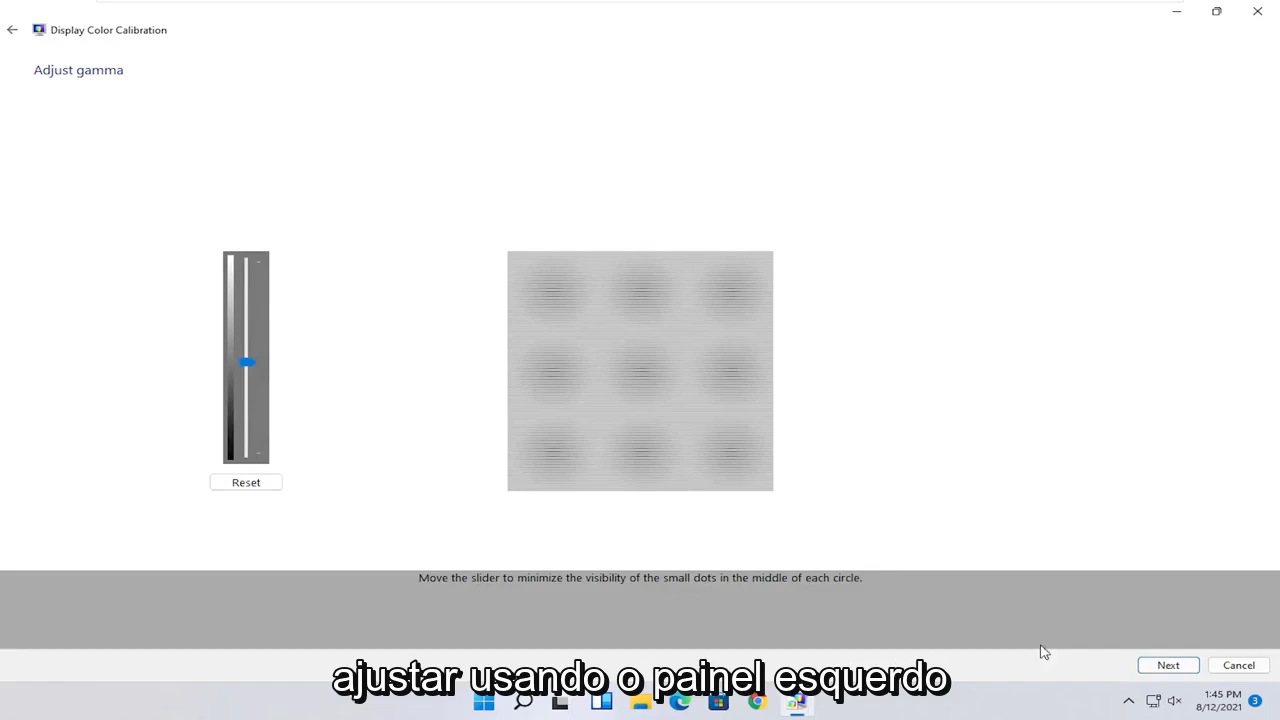 Display Color Calibration
Adjust gamma
Reset
Move the slider to minimize the visibility of the small dots in the middle of each circle.
Next
Cancel
ajustar usando o painel esquerdo
1:45 PM
8/12/2021
3